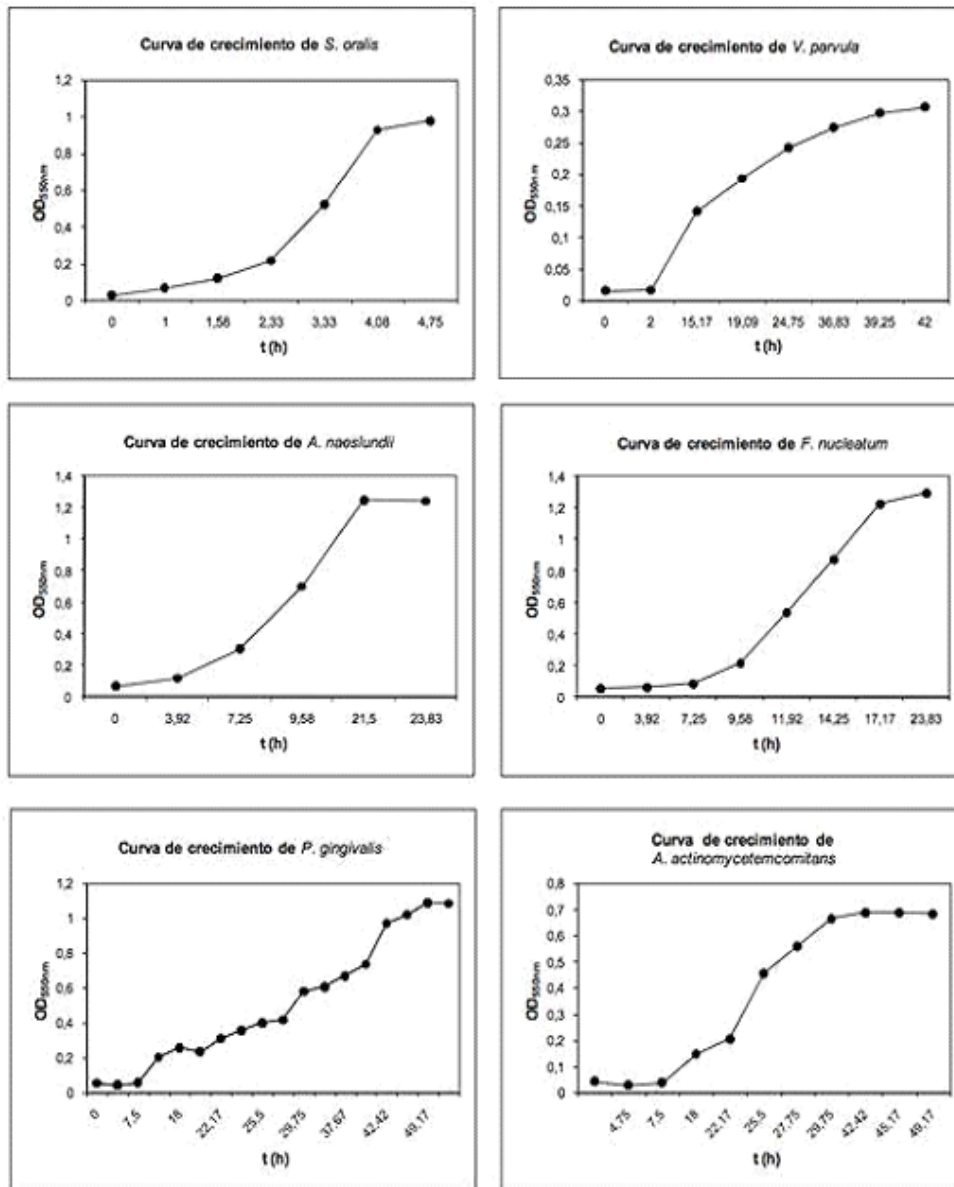 Curva de crecimiento de S. oralis
1,2
1
0,8
0,6
0,4
0,2
0
OD550nm
0 1 1,58 2,33 3,33 4,08 4,75
t (h)
Curva de crecimiento de V. parvula
0,35
0,3
0,25
0,2
0,15
0,1
0,05
0
OD550nm
0 2 15,17 19,09 24,75 36,83 39,25 42
t (h)
Curva de crecimiento de A. naeslundii
1,4
1,2
1
0,8
0,6
0,4
0,2
0
OD550nm
0 3,92 7,25 9,58 21,5 23,83
t (h)
Curva de crecimiento de F. nucleatum
1,4
1,2
1
0,8
0,6
0,4
0,2
0
OD550nm
0 3,92 7,25 9,58 11,92 14,25 17,17 23,83
t (h)
Curva de crecimiento de P. gingivalis
1,2
1
0,8
0,6
0,4
0,2
0
OD550nm
0 7,5 18 22,17 25,5 29,75 37,67 42,42 49,17
t (h)
Curva de crecimiento de
A. actinomycetemcomitans
0,8
0,7
0,6
0,5
0,4
0,3
0,2
0,1
0
OD550nm
4,75 7,5 18 22,17 25,5 27,75 29,75 42,42 45,17 49,17
t (h)